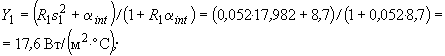 Y₁ = (R₁s₁² + α_int)/(1 + R₁α_int) = (0,052·17,982 + 8,7)/(1 + 0,052·8,7) =
= 17,6 Вт/(м²·°С);